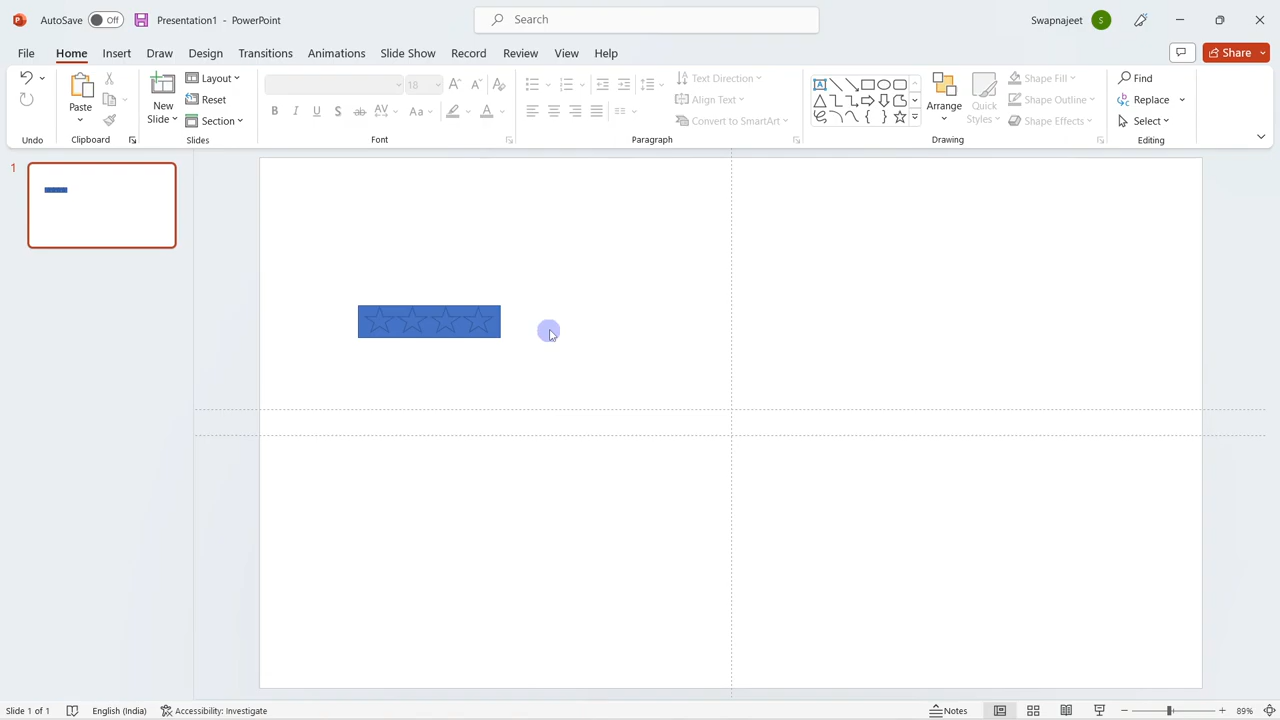 AutoSave Off Presentation1 - PowerPoint Search Swapnajeet S
File Home Insert Draw Design Transitions Animations Slide Show Record Review View Help Share
Paste New Slide Layout Reset Section 18 Aa Text Direction Align Text Convert to SmartArt Arrange Quick Styles Shape Fill Shape Outline Shape Effects Find Replace Select
Undo Clipboard Slides Font Paragraph Drawing Editing
1
Slide 1 of 1 English (India) Accessibility: Investigate Notes 89%